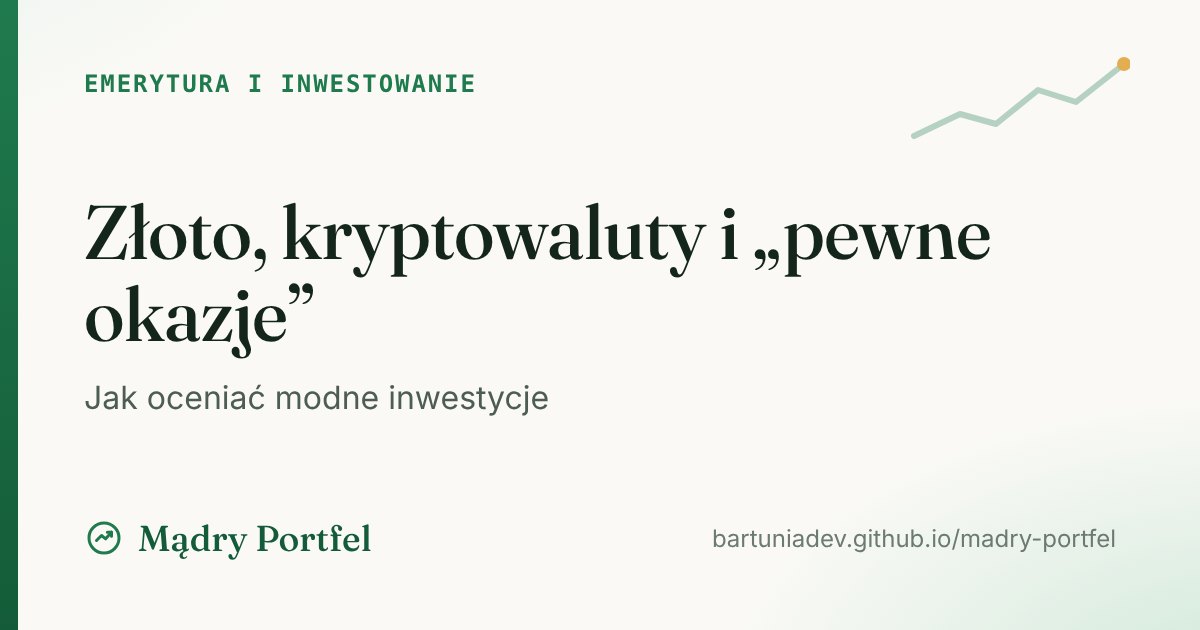 EMERYTURA I INWESTOWANIE
Złoto, kryptowaluty i „pewne
okazje”
Jak oceniać modne inwestycje
Mądry Portfel
bartuniadev.github.io/madry-portfel